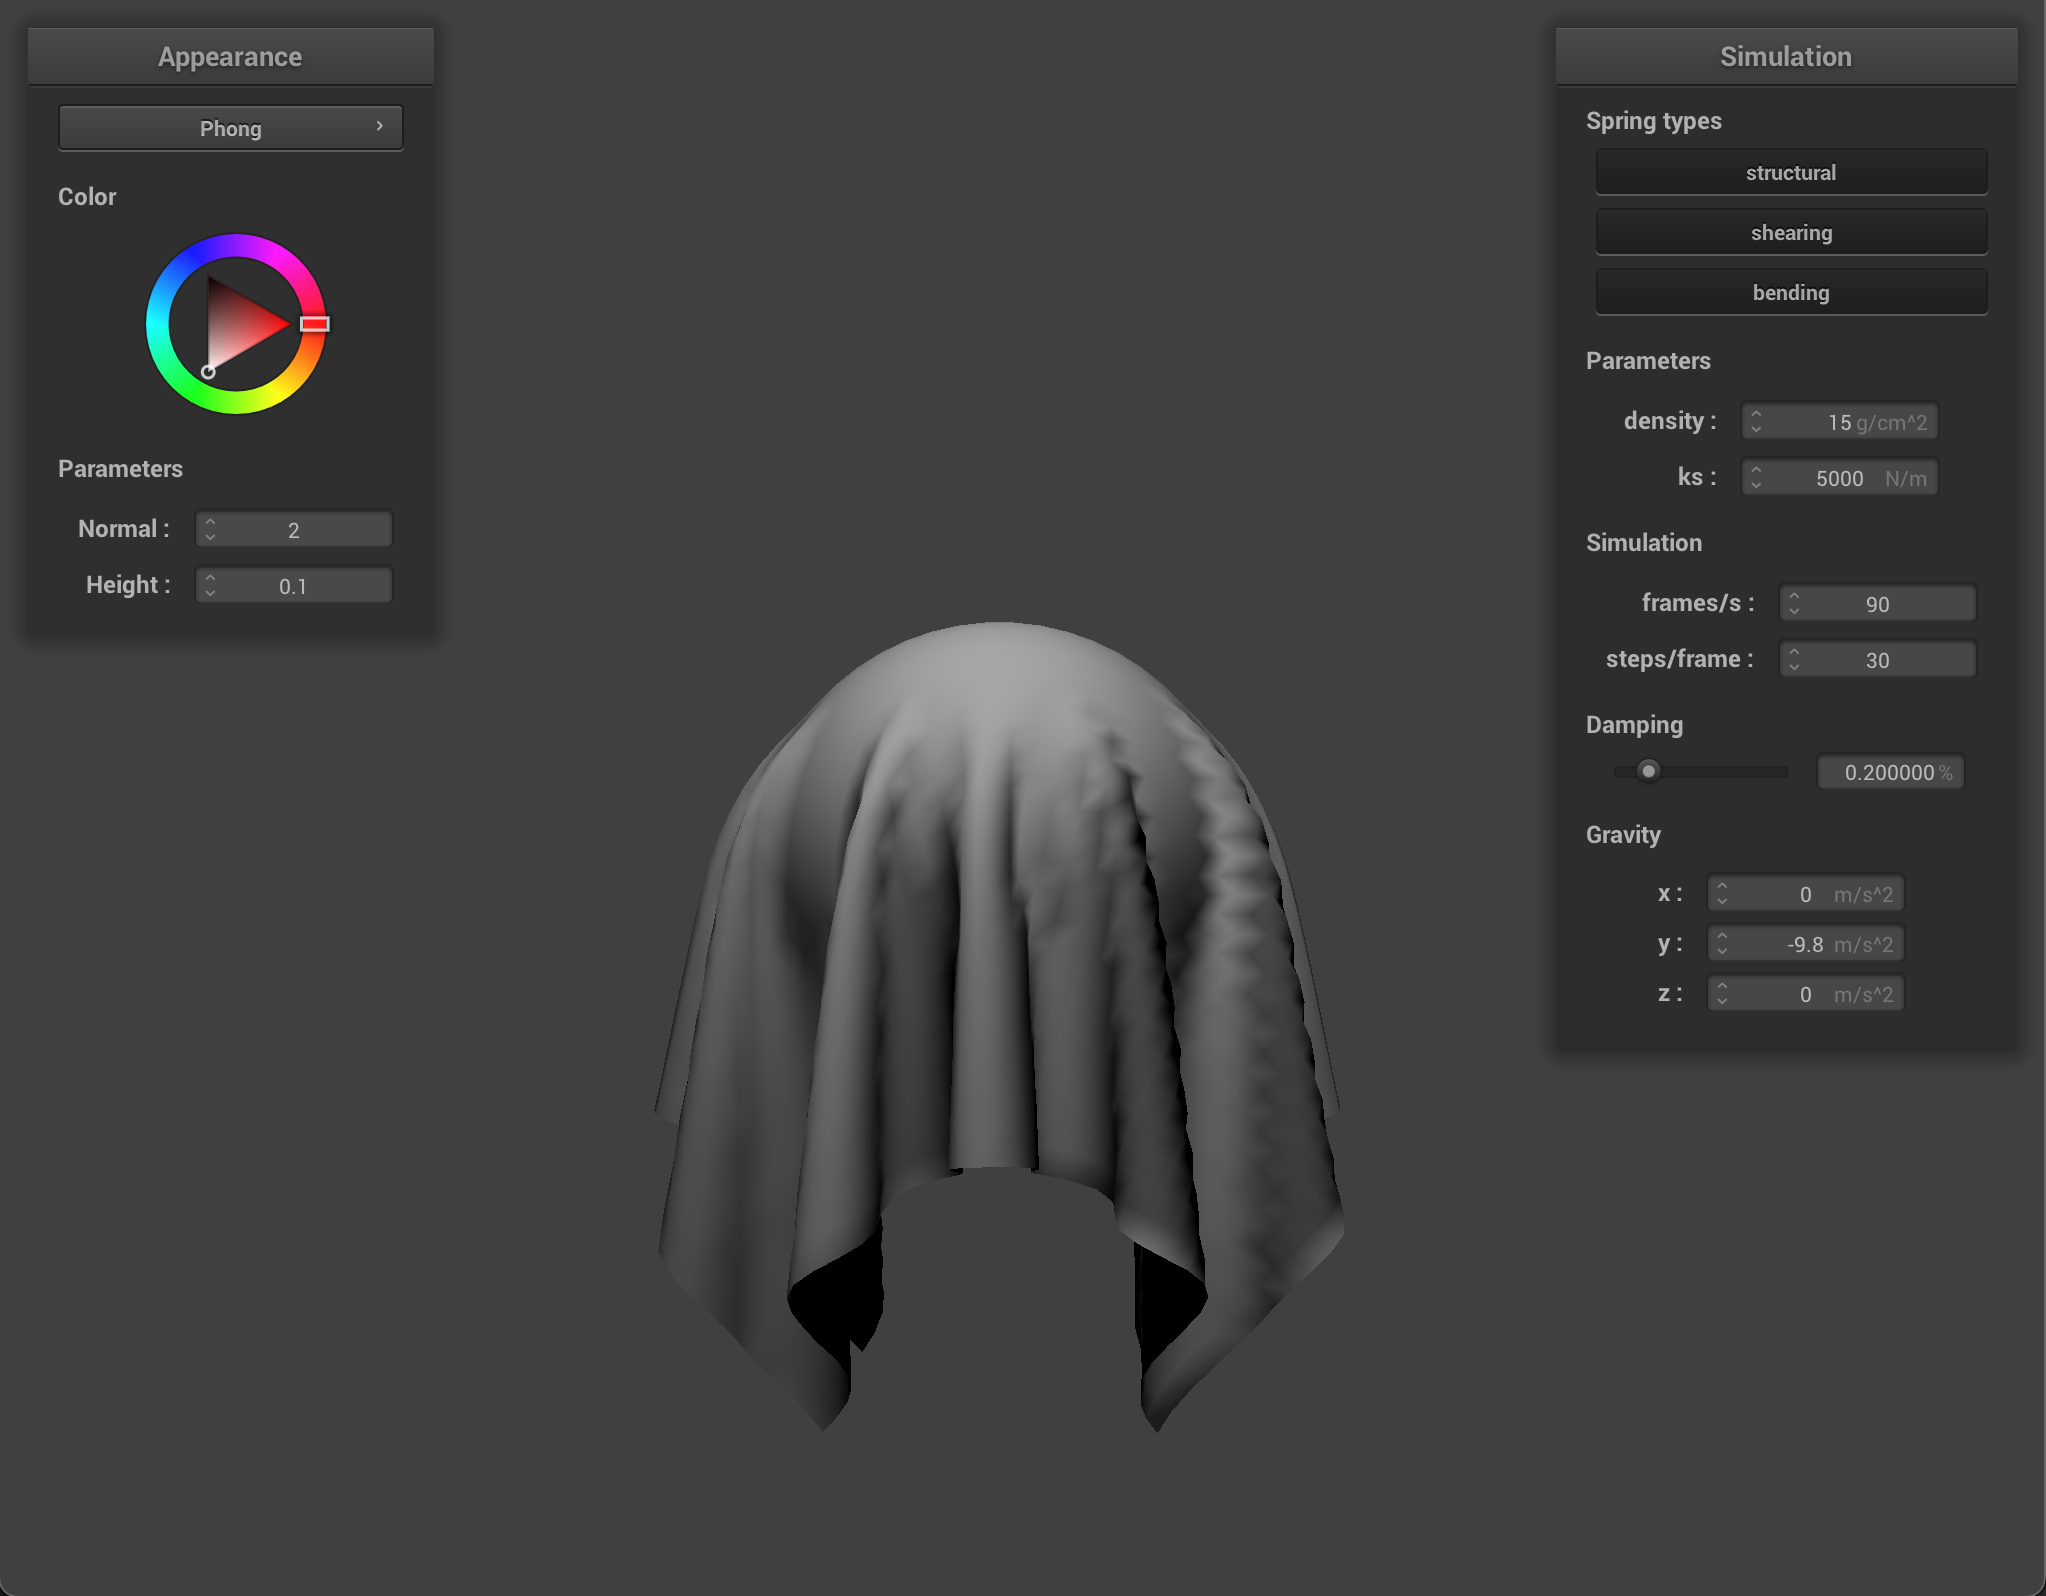 Appearance
Phong
Color
Parameters
Normal : 2
Height : 0.1
Simulation
Spring types
structural
shearing
bending
Parameters
density : 15 g/cm^2
ks : 5000 N/m
Simulation
frames/s : 90
steps/frame : 30
Damping
0.200000 %
Gravity
x : 0 m/s^2
y : -9.8 m/s^2
z : 0 m/s^2